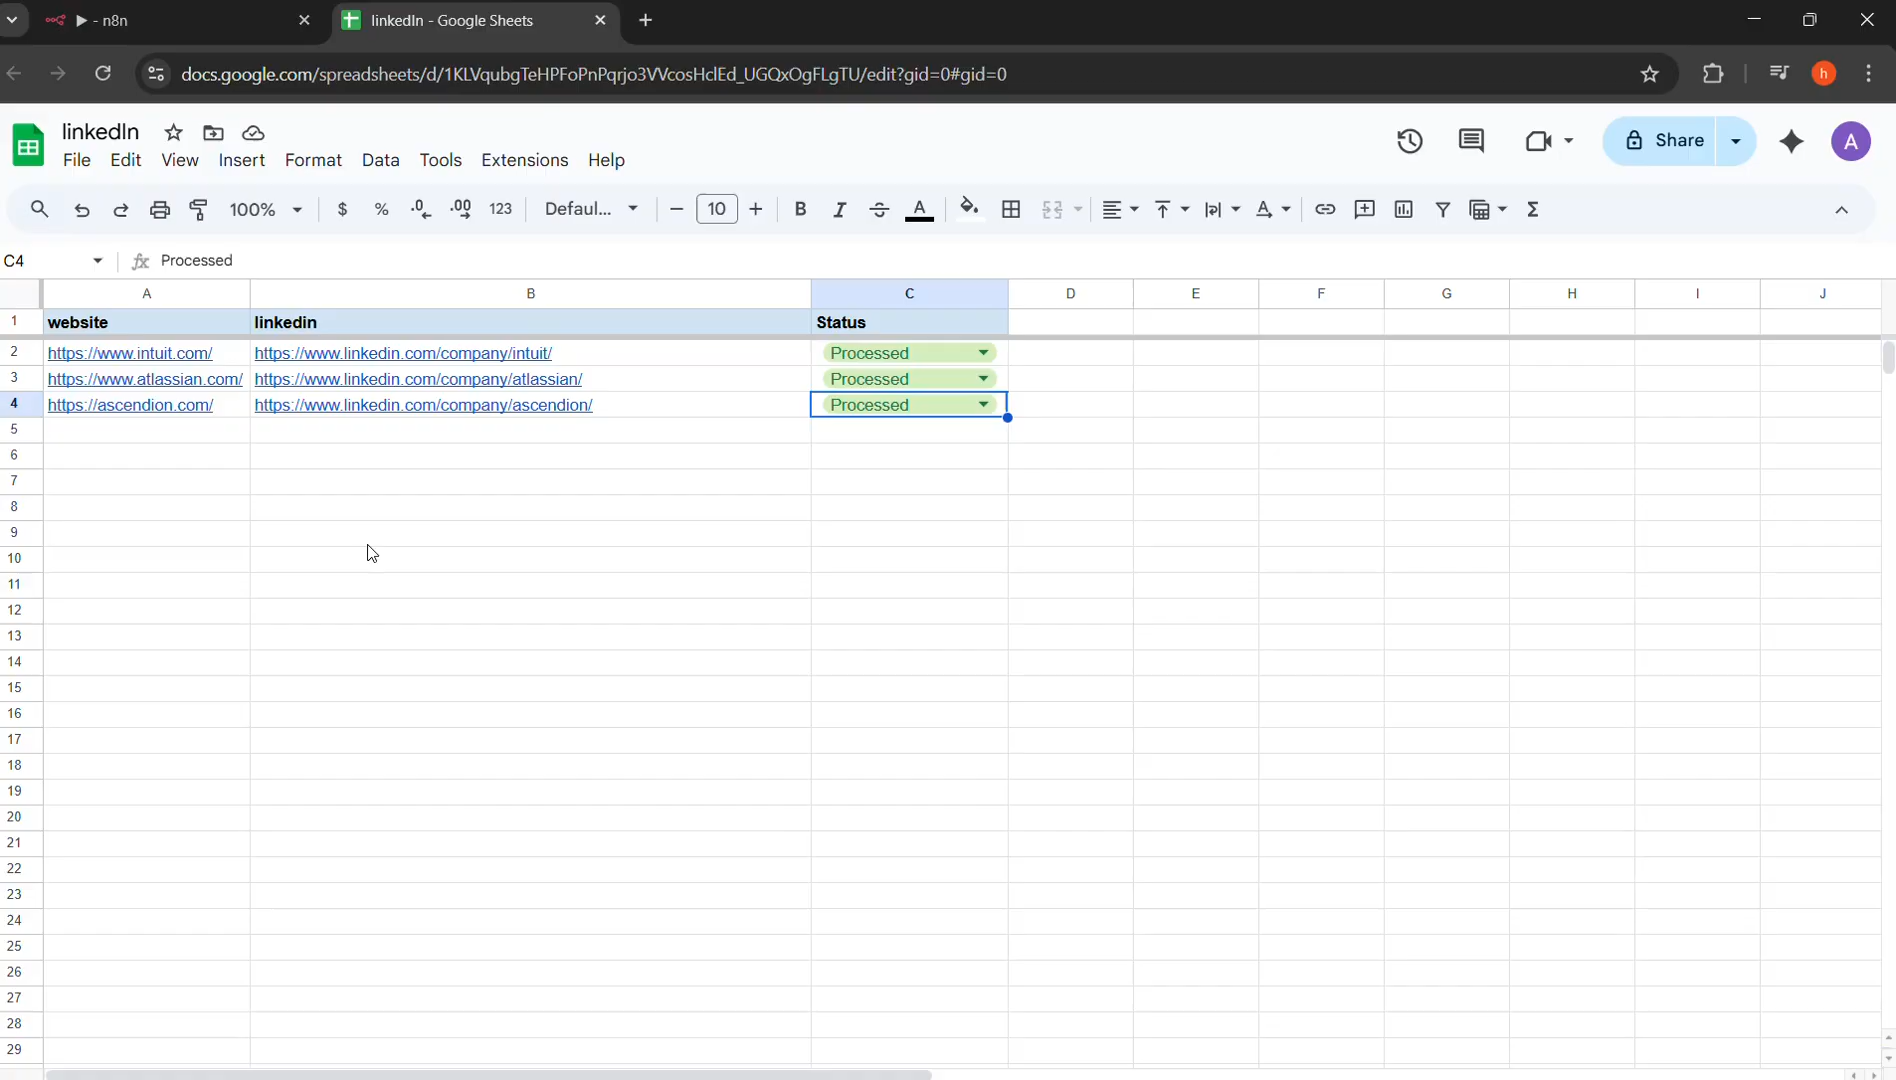 ▶ - n8n
linkedIn - Google Sheets
docs.google.com/spreadsheets/d/1KLVqubgTeHPFoPnPqrjo3VVcosHclEd_UGQxOgFLgTU/edit?gid=0#gid=0
h
linkedIn
Share
A
File Edit View Insert Format Data Tools Extensions Help
100% $ % .0 .00 123 Defaul... 10 B I A A Σ
C4 fx Processed
A B C D E F G H I J
1 website linkedin Status
2 https://www.intuit.com/ https://www.linkedin.com/company/intuit/ Processed
3 https://www.atlassian.com/ https://www.linkedin.com/company/atlassian/ Processed
4 https://ascendion.com/ https://www.linkedin.com/company/ascendion/ Processed
5
6
7
8
9
10
11
12
13
14
15
16
17
18
19
20
21
22
23
24
25
26
27
28
29